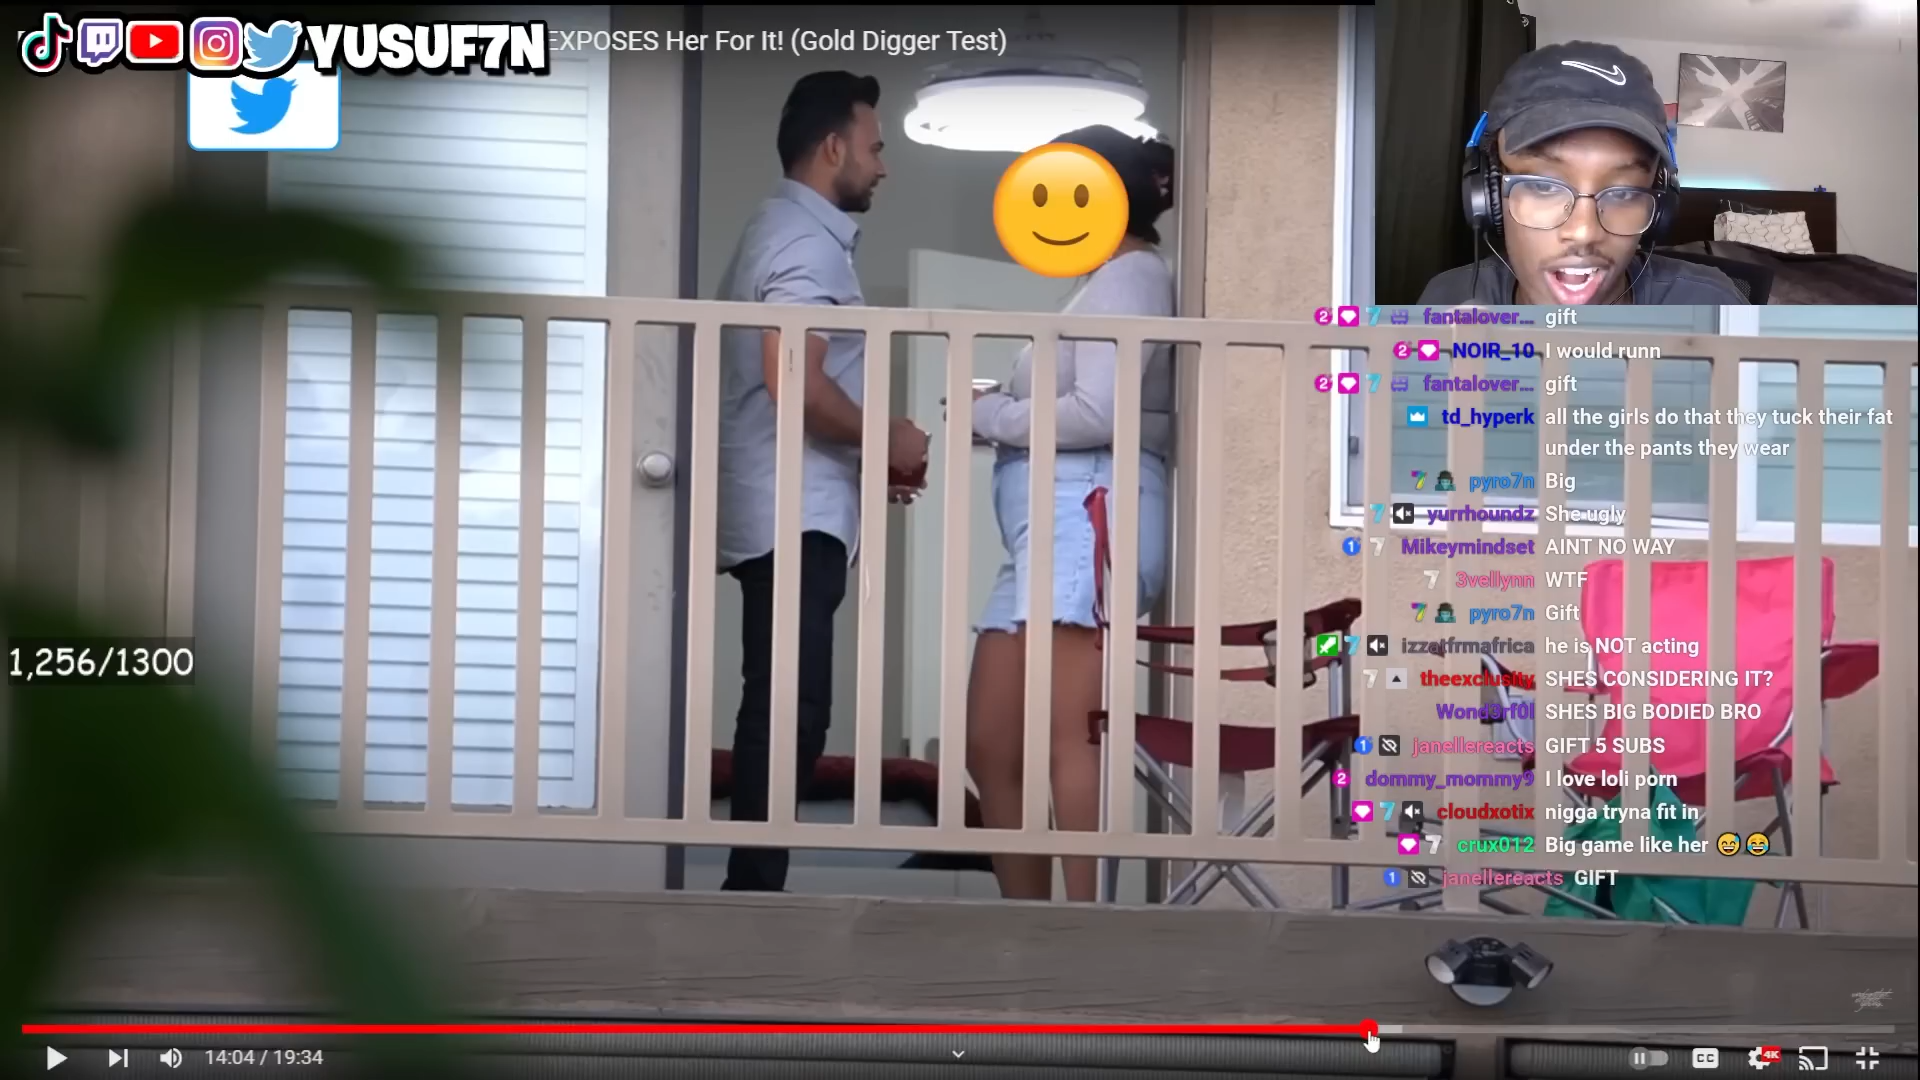 YUSUF7N EXPOSES Her For It! (Gold Digger Test)
fantalover... gift
NOIR_10 I would runn
fantalover... gift
td_hyperk all the girls do that they tuck their fat
under the pants they wear
pyro7n Big
yurrhoundz She ugly
Mikeymindset AINT NO WAY
3vellynn WTF
pyro7n Gift
izzatfrmafrica he is NOT acting
theexclusity SHES CONSIDERING IT?
Wond3rf0l SHES BIG BODIED BRO
janellereacts GIFT 5 SUBS
dommy_mommy9 I love loli porn
cloudxotix nigga tryna fit in
crux012 Big game like her 😅 😂
janellereacts GIFT
1,256/1300
14:04 / 19:34
CC
4K